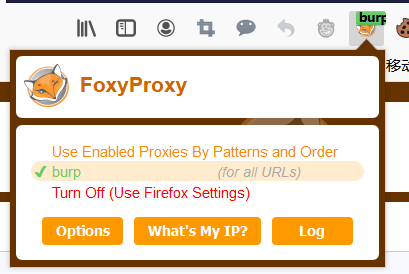 burp
移动
FoxyProxy
Use Enabled Proxies By Patterns and Order
burp (for all URLs)
Turn Off (Use Firefox Settings)
Options What's My IP? Log